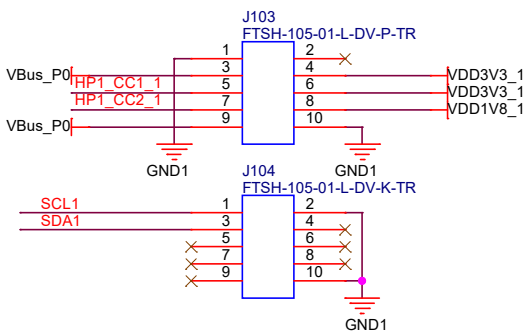 J103
FTSH-105-01-L-DV-P-TR
1 2
VBus_P0 3 4 VDD3V3_1
HP1_CC1_1 5 6 VDD3V3_1
HP1_CC2_1 7 8 VDD1V8_1
VBus_P0 9 10
GND1 GND1
J104
FTSH-105-01-L-DV-K-TR
SCL1 1 2
SDA1 3 4
5 6
7 8
9 10
GND1